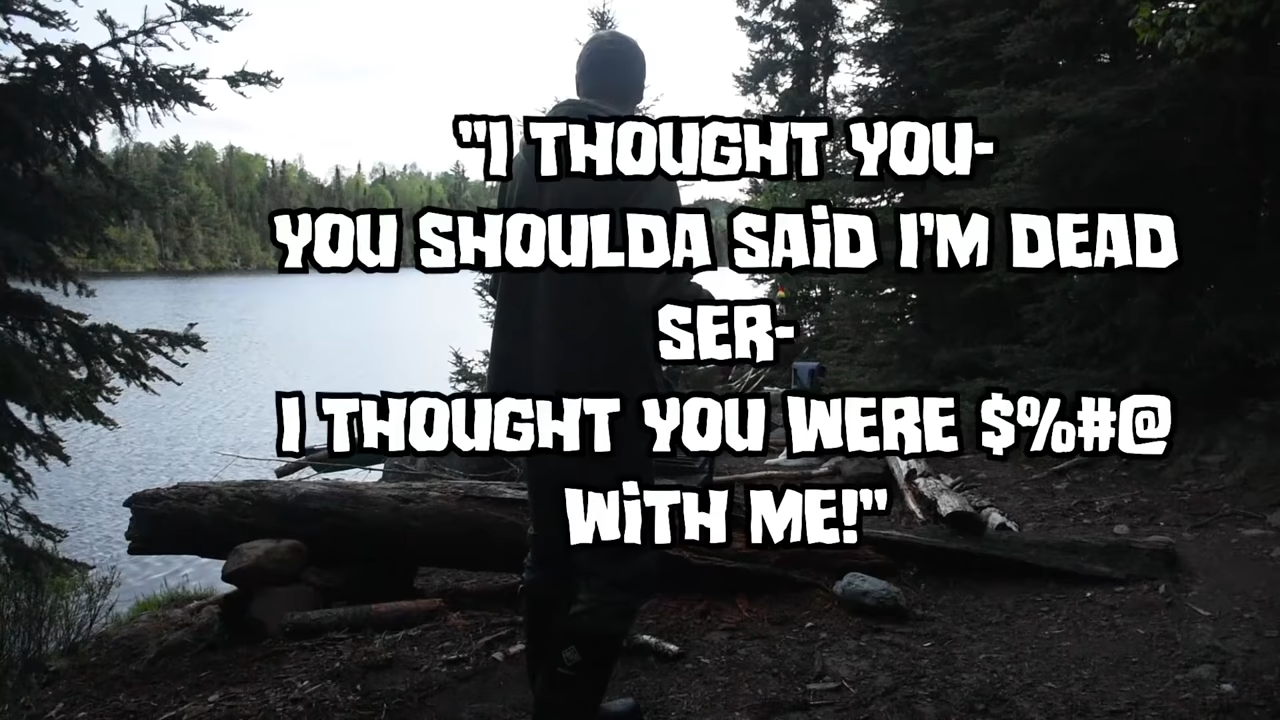 "I THOUGHT YOU-
YOU SHOULDA SAiD I'M DEAD
SER-
I THOUGHT YOU WERE $%#@
WiTH ME!"